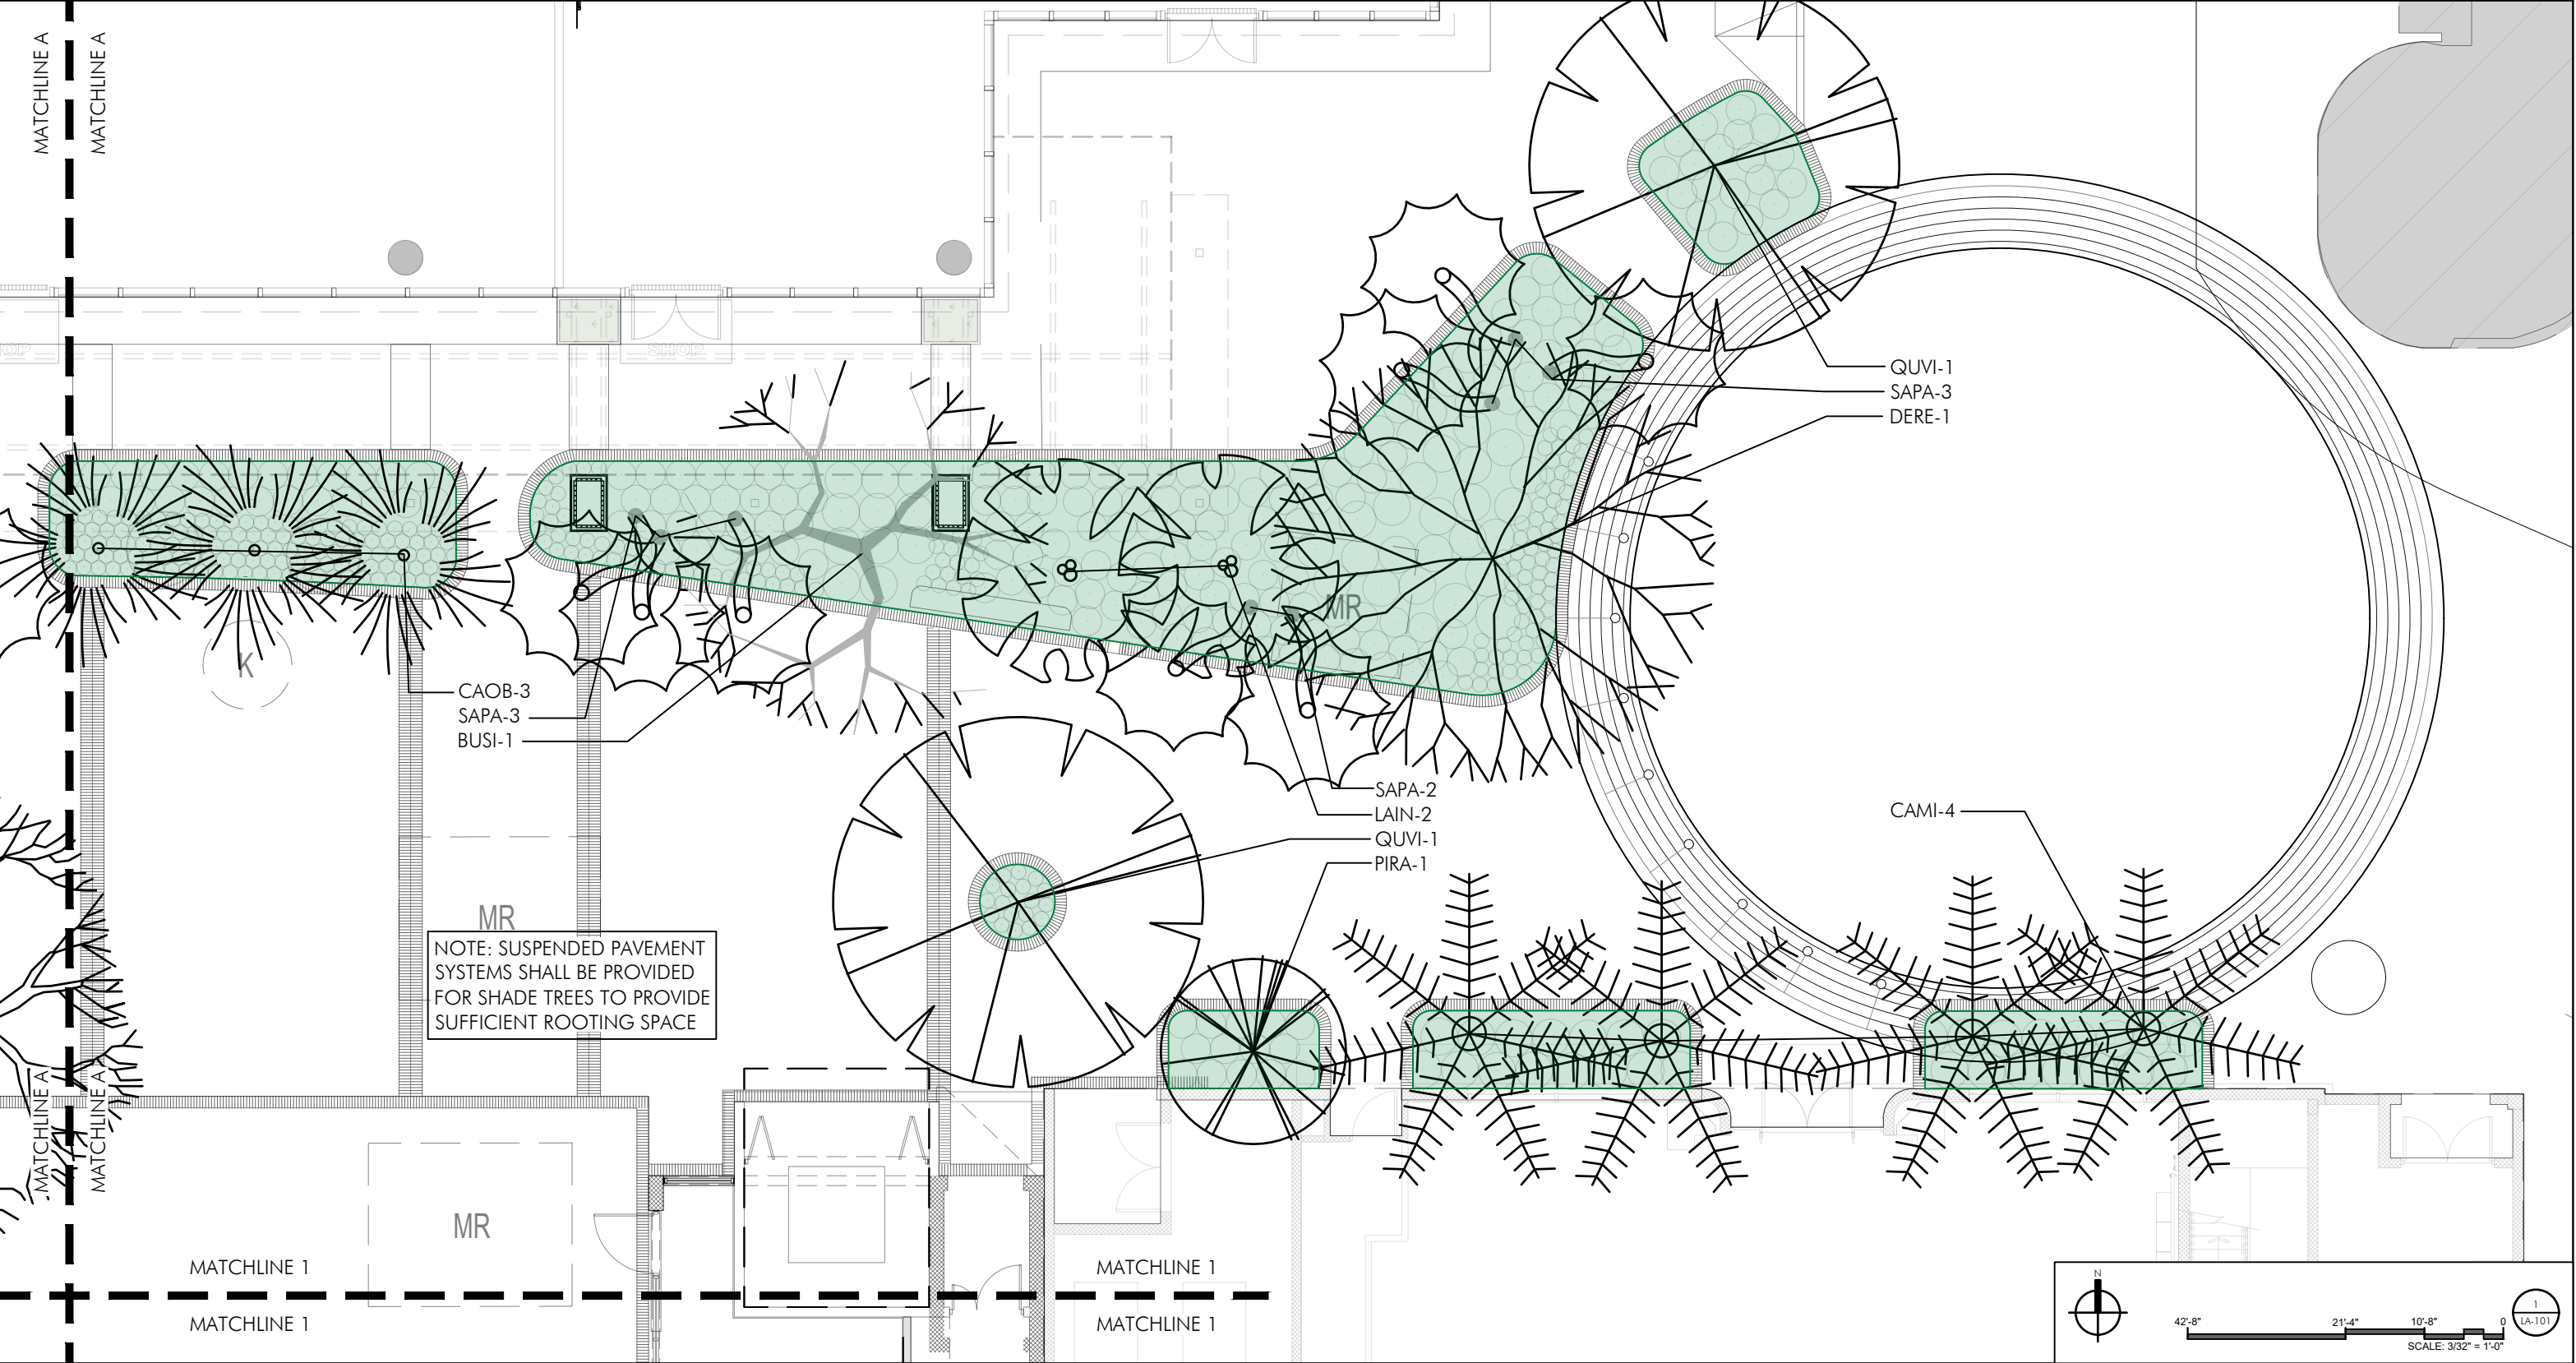 MATCHLINE A
MATCHLINE A
SHOP
QUVI-1
SAPA-3
DERE-1
MR
K
CAOB-3
SAPA-3
BUSI-1
SAPA-2
LAIN-2
QUVI-1
PIRA-1
CAMI-4
MR
NOTE: SUSPENDED PAVEMENT
SYSTEMS SHALL BE PROVIDED
FOR SHADE TREES TO PROVIDE
SUFFICIENT ROOTING SPACE
MATCHLINE A
MATCHLINE A
MR
MATCHLINE 1
MATCHLINE 1
MATCHLINE 1
MATCHLINE 1
N
42'-8"
21'-4"
10'-8"
0
SCALE: 3/32" = 1'-0"
1
LA-101